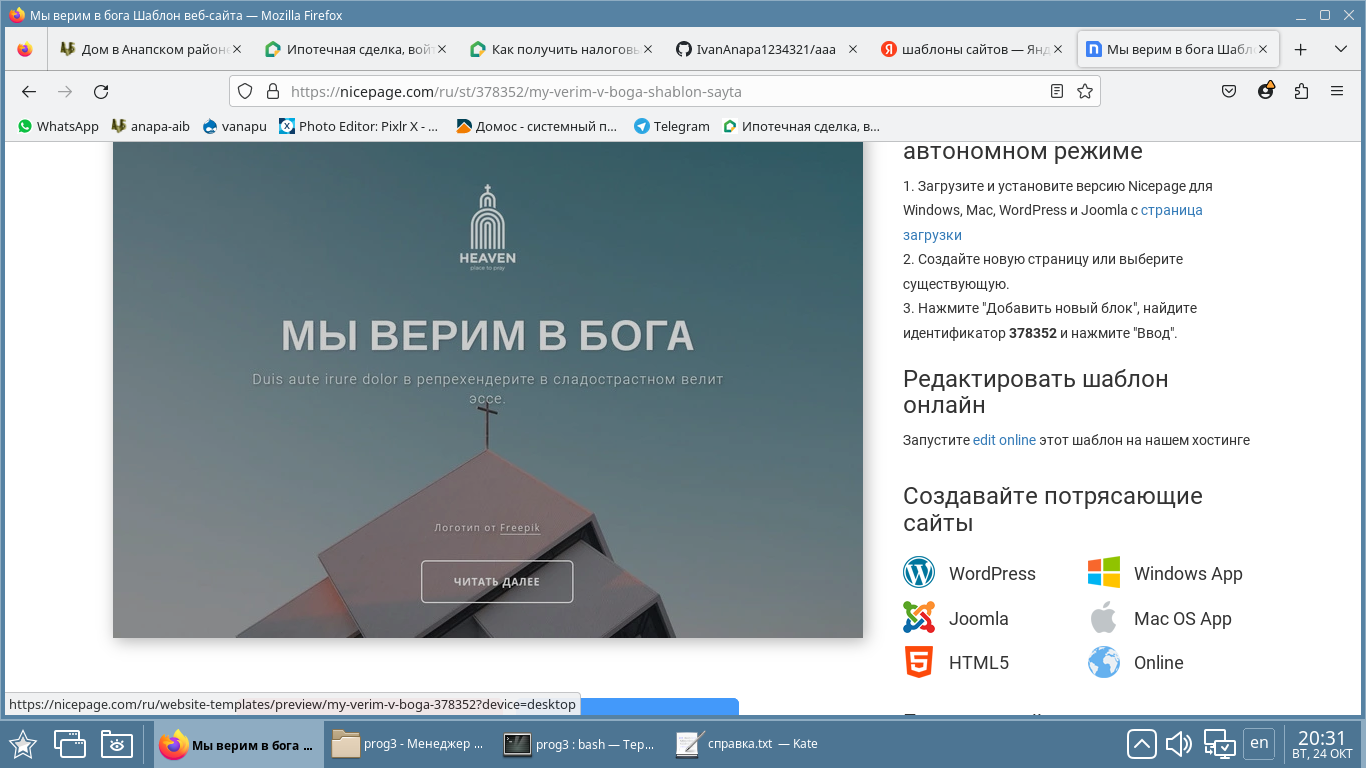 Мы верим в бога Шаблон веб-сайта — Mozilla Firefox
Дом в Анапском районе
Ипотечная сделка, войт
Как получить налоговы
IvanAnapa1234321/aaa
шаблоны сайтов — Янд
Мы верим в бога Шабл
https://nicepage.com/ru/st/378352/my-verim-v-boga-shablon-sayta
WhatsApp
anapa-aib
vanapu
Photo Editor: Pixlr X - ...
Домос - системный п...
Telegram
Ипотечная сделка, в...
HEAVEN
place to pray
МЫ ВЕРИМ В БОГА
Duis aute irure dolor в репрехендерите в сладострастном велит
эссе.
Логотип от Freepik
ЧИТАТЬ ДАЛЕЕ
автономном режиме
1. Загрузите и установите версию Nicepage для
Windows, Mac, WordPress и Joomla с страница
загрузки
2. Создайте новую страницу или выберите
существующую.
3. Нажмите "Добавить новый блок", найдите
идентификатор 378352 и нажмите "Ввод".
Редактировать шаблон
онлайн
Запустите edit online этот шаблон на нашем хостинге
Создавайте потрясающие
сайты
WordPress
Windows App
Joomla
Mac OS App
HTML5
Online
https://nicepage.com/ru/website-templates/preview/my-verim-v-boga-378352?device=desktop
Мы верим в бога ...
prog3 - Менеджер ...
prog3 : bash — Тер...
справка.txt — Kate
en
20:31
ВТ, 24 ОКТ